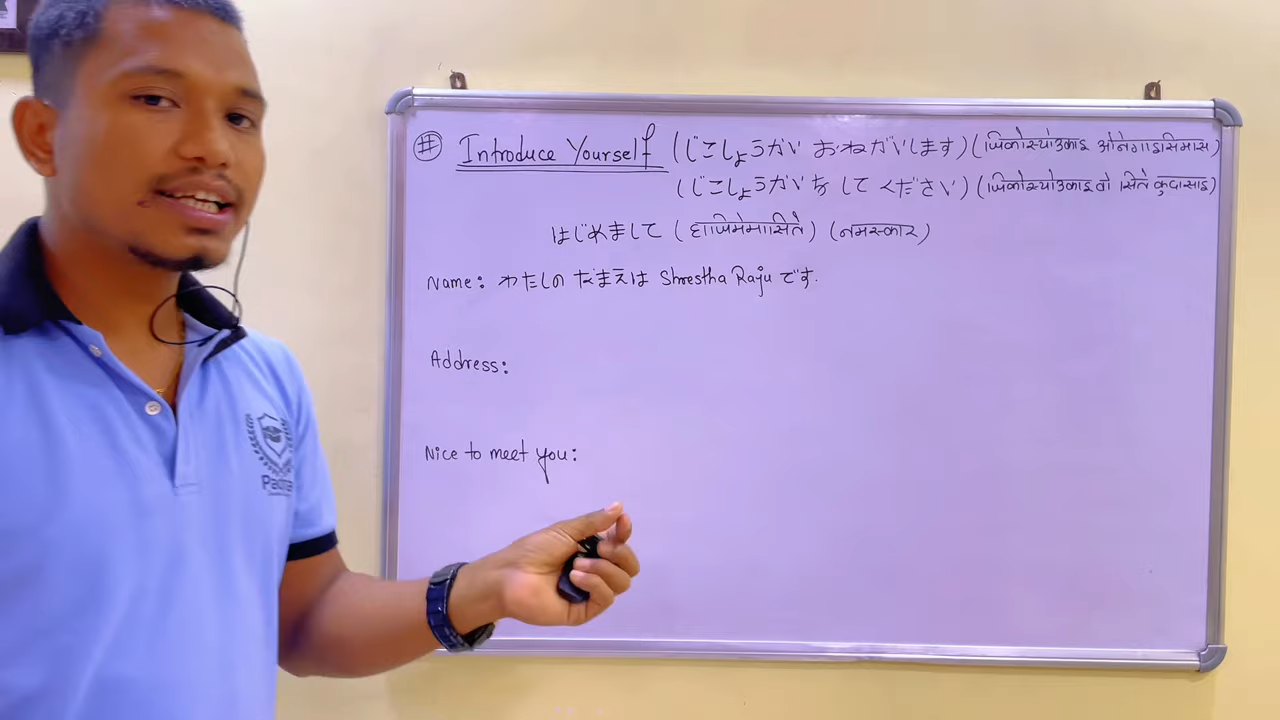 # Introduce Yourself (じこしょうかい おねがいします) (जिकोस्योउकाइ ओनेगाइसिमास)
(じこしょうかいを してください) (जिकोस्योउकाइ वो सिते कुदासाइ)
はじめまして (हाजिमेमासिते) (नमस्कार)
Name: わたしの なまえは Shrestha Raju です.
Address:
Nice to meet you: